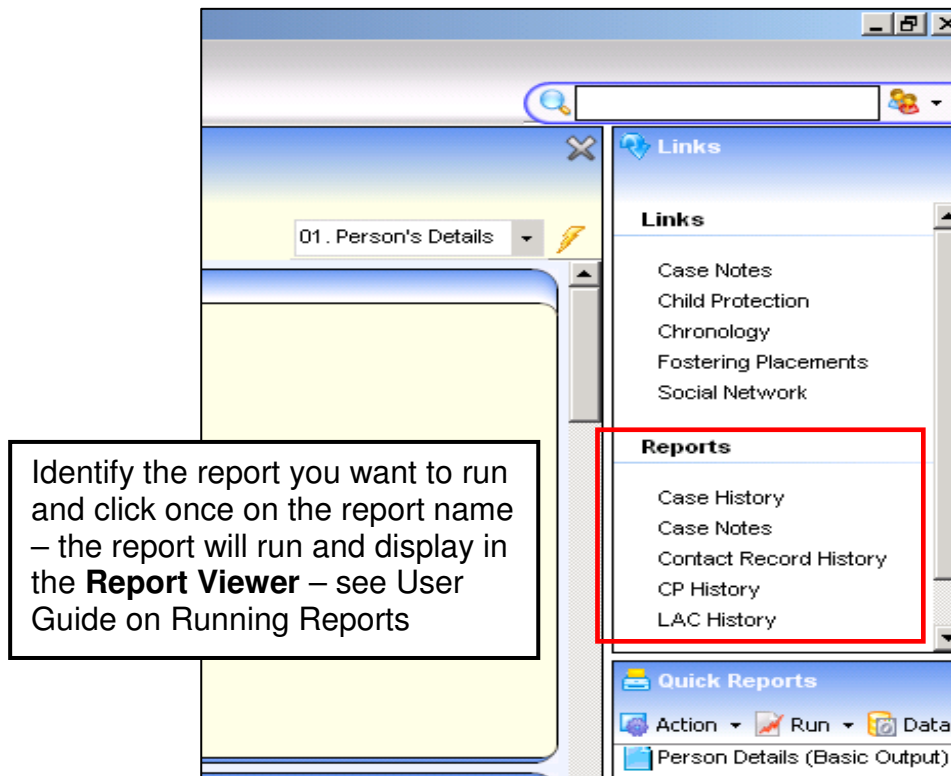 Links
Links
01. Person's Details
Case Notes
Child Protection
Chronology
Fostering Placements
Social Network
Reports
Case History
Case Notes
Contact Record History
CP History
LAC History
Identify the report you want to run
and click once on the report name
– the report will run and display in
the Report Viewer – see User
Guide on Running Reports
Quick Reports
Action Run Data
Person Details (Basic Output)